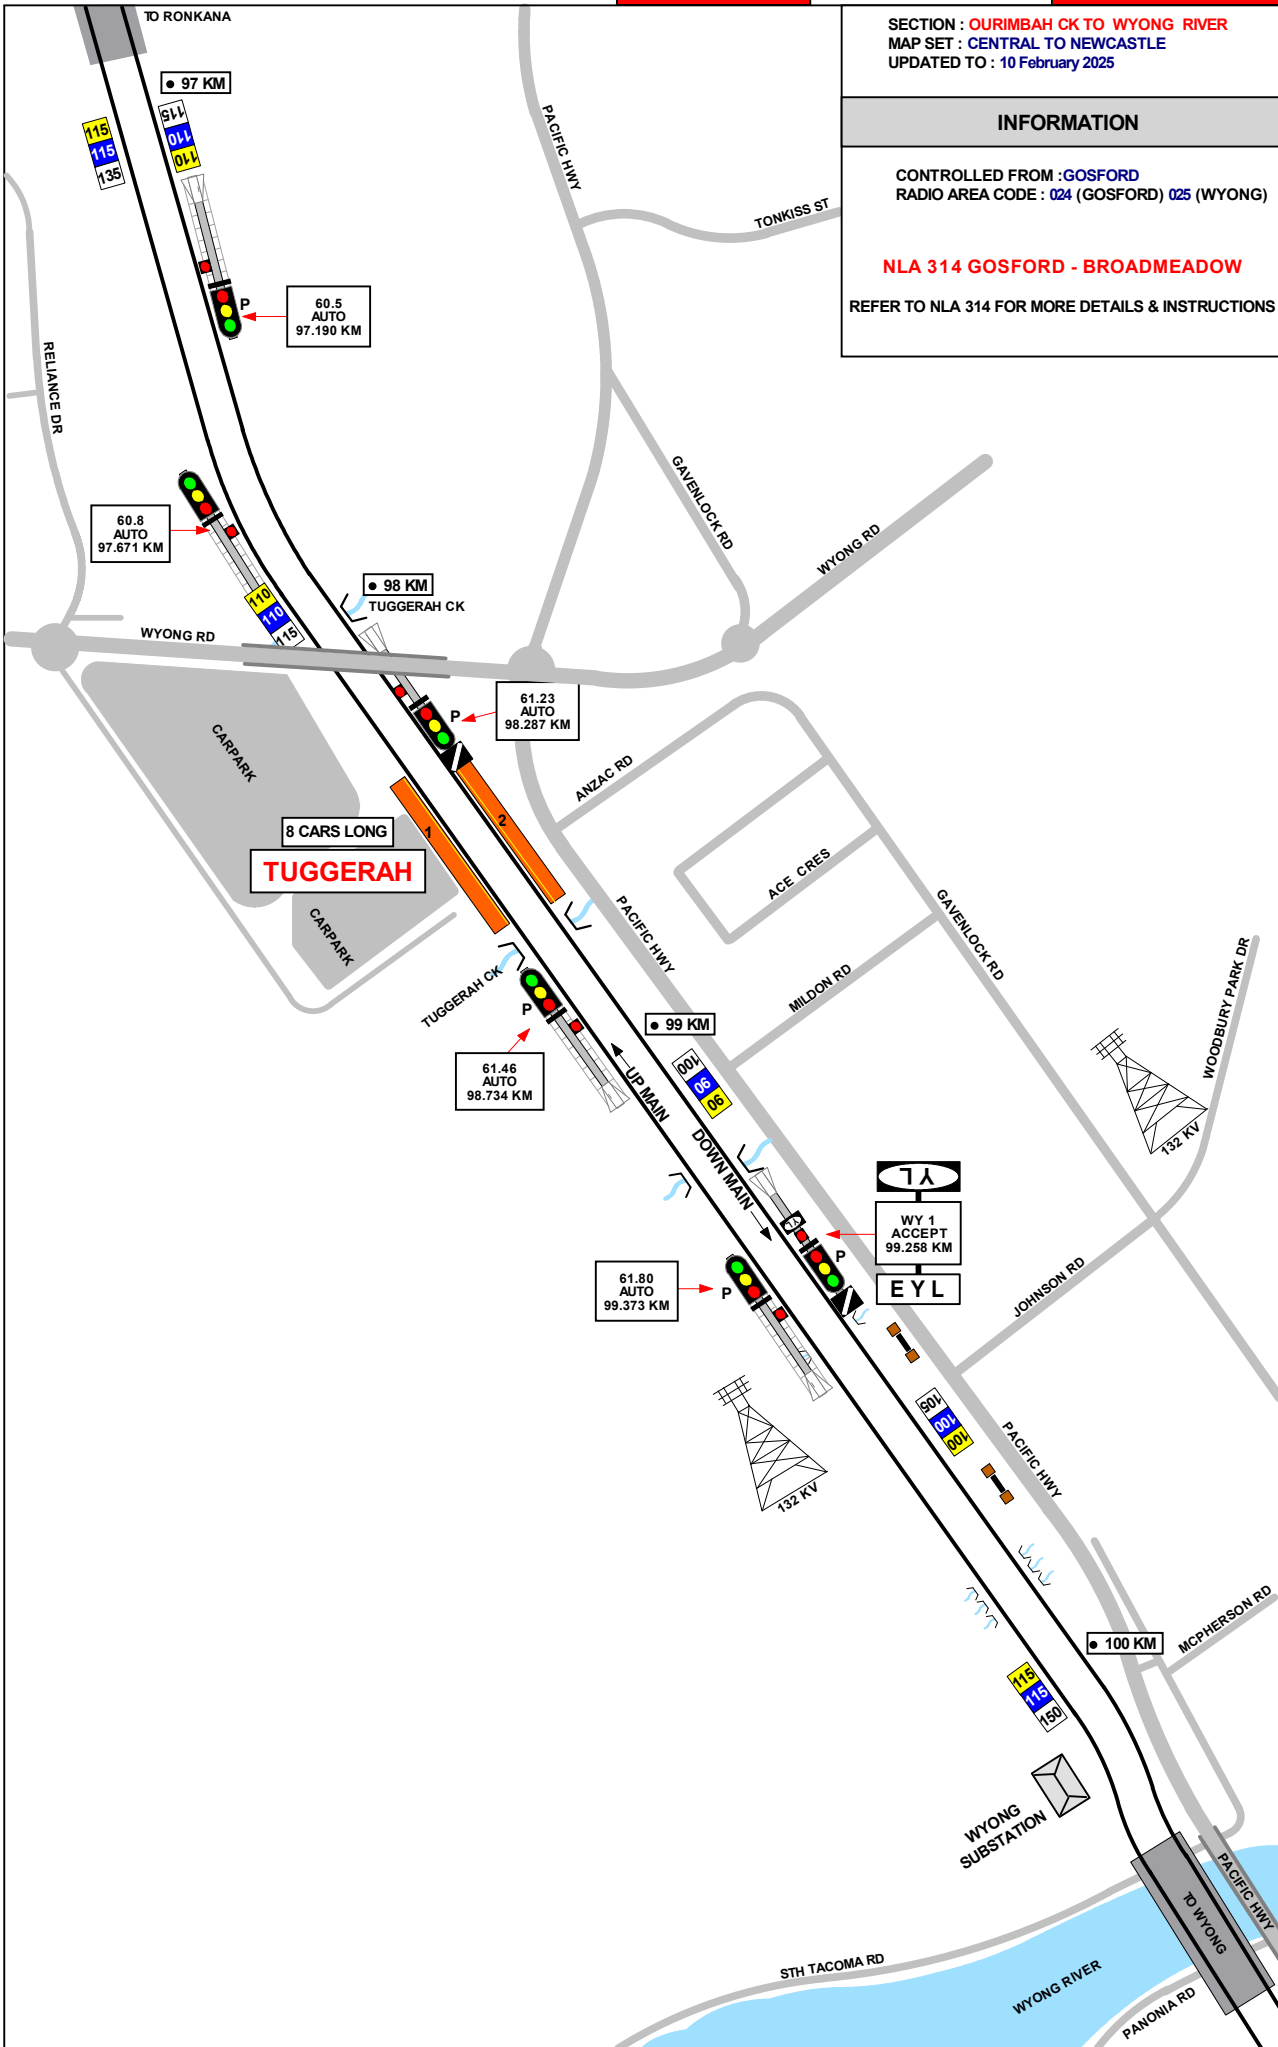 TO RONKANA
SECTION : OURIMBAH CK TO WYONG RIVER
MAP SET : CENTRAL TO NEWCASTLE
UPDATED TO : 10 February 2025
INFORMATION
CONTROLLED FROM :GOSFORD
RADIO AREA CODE : 024 (GOSFORD) 025 (WYONG)
NLA 314 GOSFORD - BROADMEADOW
REFER TO NLA 314 FOR MORE DETAILS & INSTRUCTIONS
97 KM
115
115
135
115
110
110
PACIFIC HWY
TONKISS ST
P
60.5
AUTO
97.190 KM
RELIANCE DR
60.8
AUTO
97.671 KM
GAVENLOCK RD
WYONG RD
98 KM
TUGGERAH CK
110
110
115
WYONG RD
61.23
AUTO
98.287 KM
P
CARPARK
ANZAC RD
8 CARS LONG
TUGGERAH
1
2
ACE CRES
CARPARK
PACIFIC HWY
GAVENLOCK RD
MILDON RD
WOODBURY PARK DR
TUGGERAH CK
P
99 KM
61.46
AUTO
98.734 KM
100
90
90
UP MAIN
DOWN MAIN
132 KV
YL
WY 1
ACCEPT
99.258 KM
EYL
YL
P
61.80
AUTO
99.373 KM
P
JOHNSON RD
105
100
100
132 KV
PACIFIC HWY
100 KM
MCPHERSON RD
115
115
150
WYONG
SUBSTATION
TO WYONG
PACIFIC HWY
STH TACOMA RD
WYONG RIVER
PANONIA RD